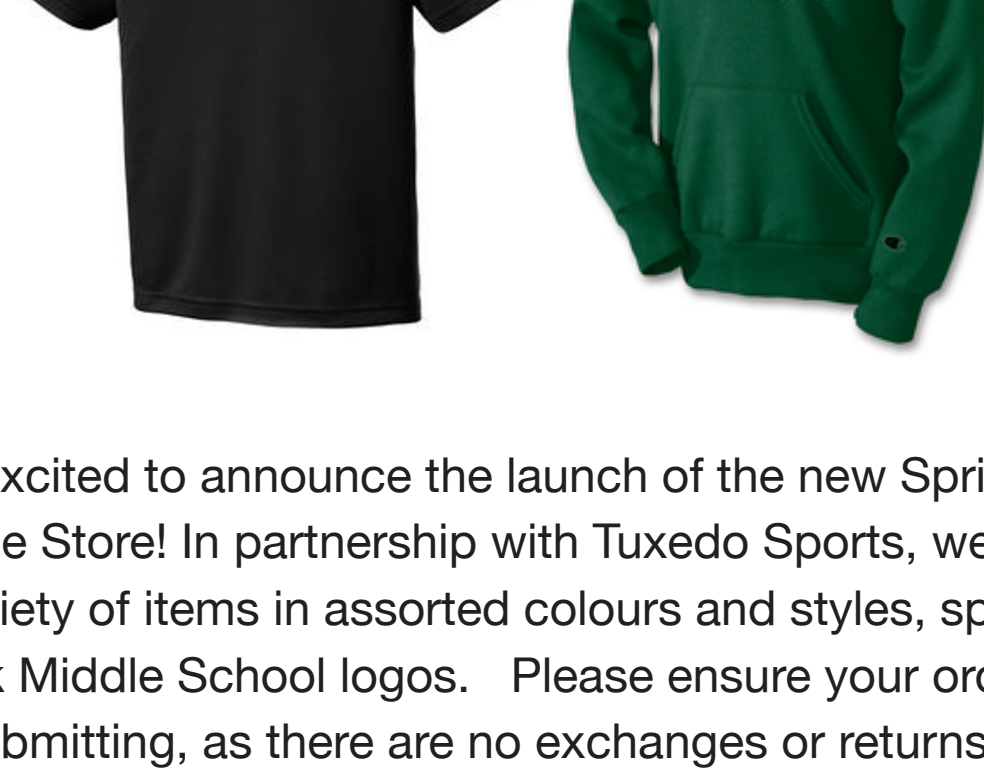 xcited to announce the launch of the new Spri
e Store! In partnership with Tuxedo Sports, we
iety of items in assorted colours and styles, sp
k Middle School logos. Please ensure your ord
bmitting, as there are no exchanges or returns